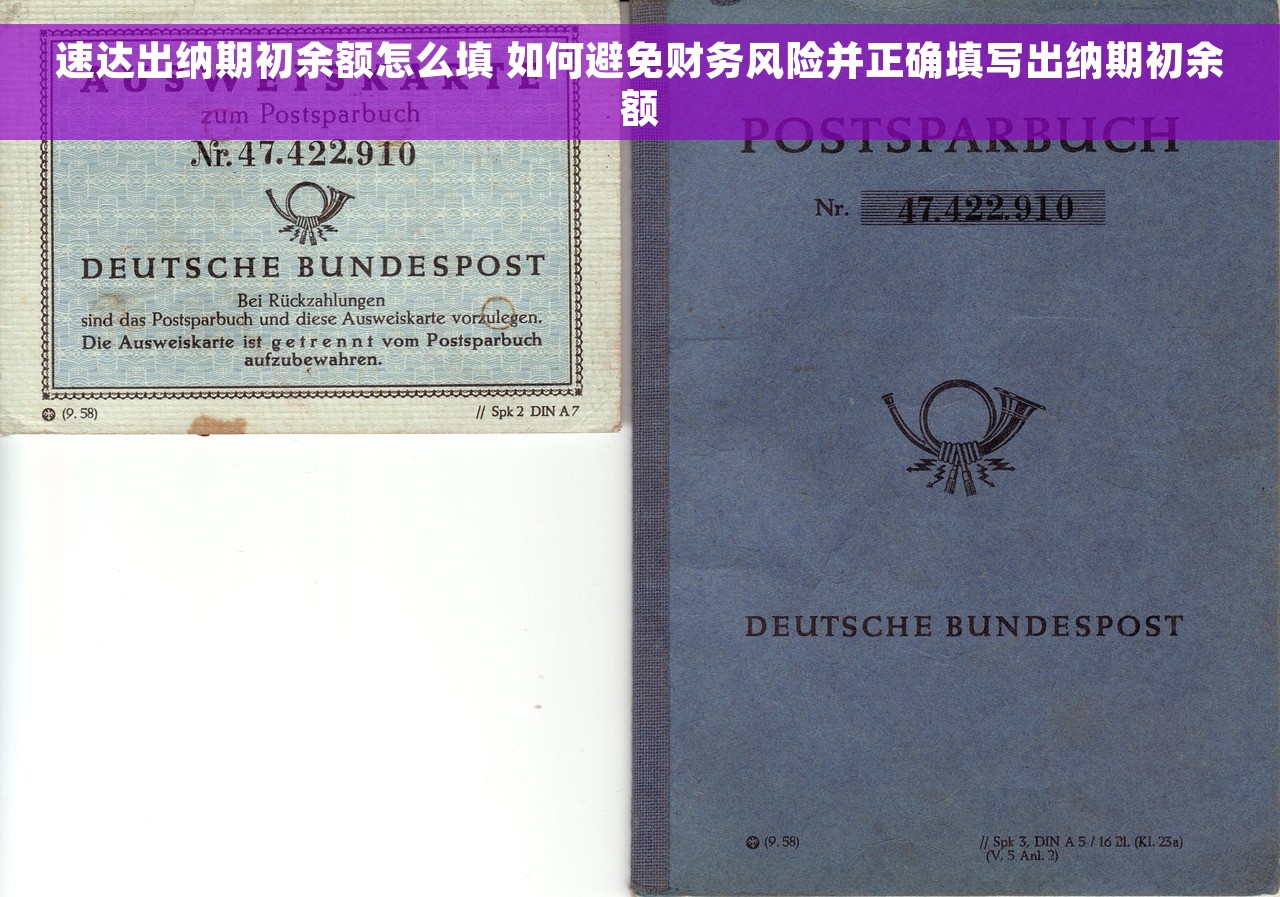 速达出纳期初余额怎么填 如何避免财务风险并正确填写出纳期初余
额
AUSWEISKARTE
zum Postsparbuch
Nr. 47.422.910
DEUTSCHE BUNDESPOST
Bei Rückzahlungen
sind das Postsparbuch und diese Ausweiskarte vorzulegen.
Die Ausweiskarte ist getrennt vom Postsparbuch
aufzubewahren.
(9. 58)
// Spk 2 DIN A 7
POSTSPARBUCH
Nr. 47.422.910
DEUTSCHE BUNDESPOST
(9. 58)
// Spk 3, DIN A 5 / 16 Bl. (Kl. 23a)
(V, 5 Anl. 2)